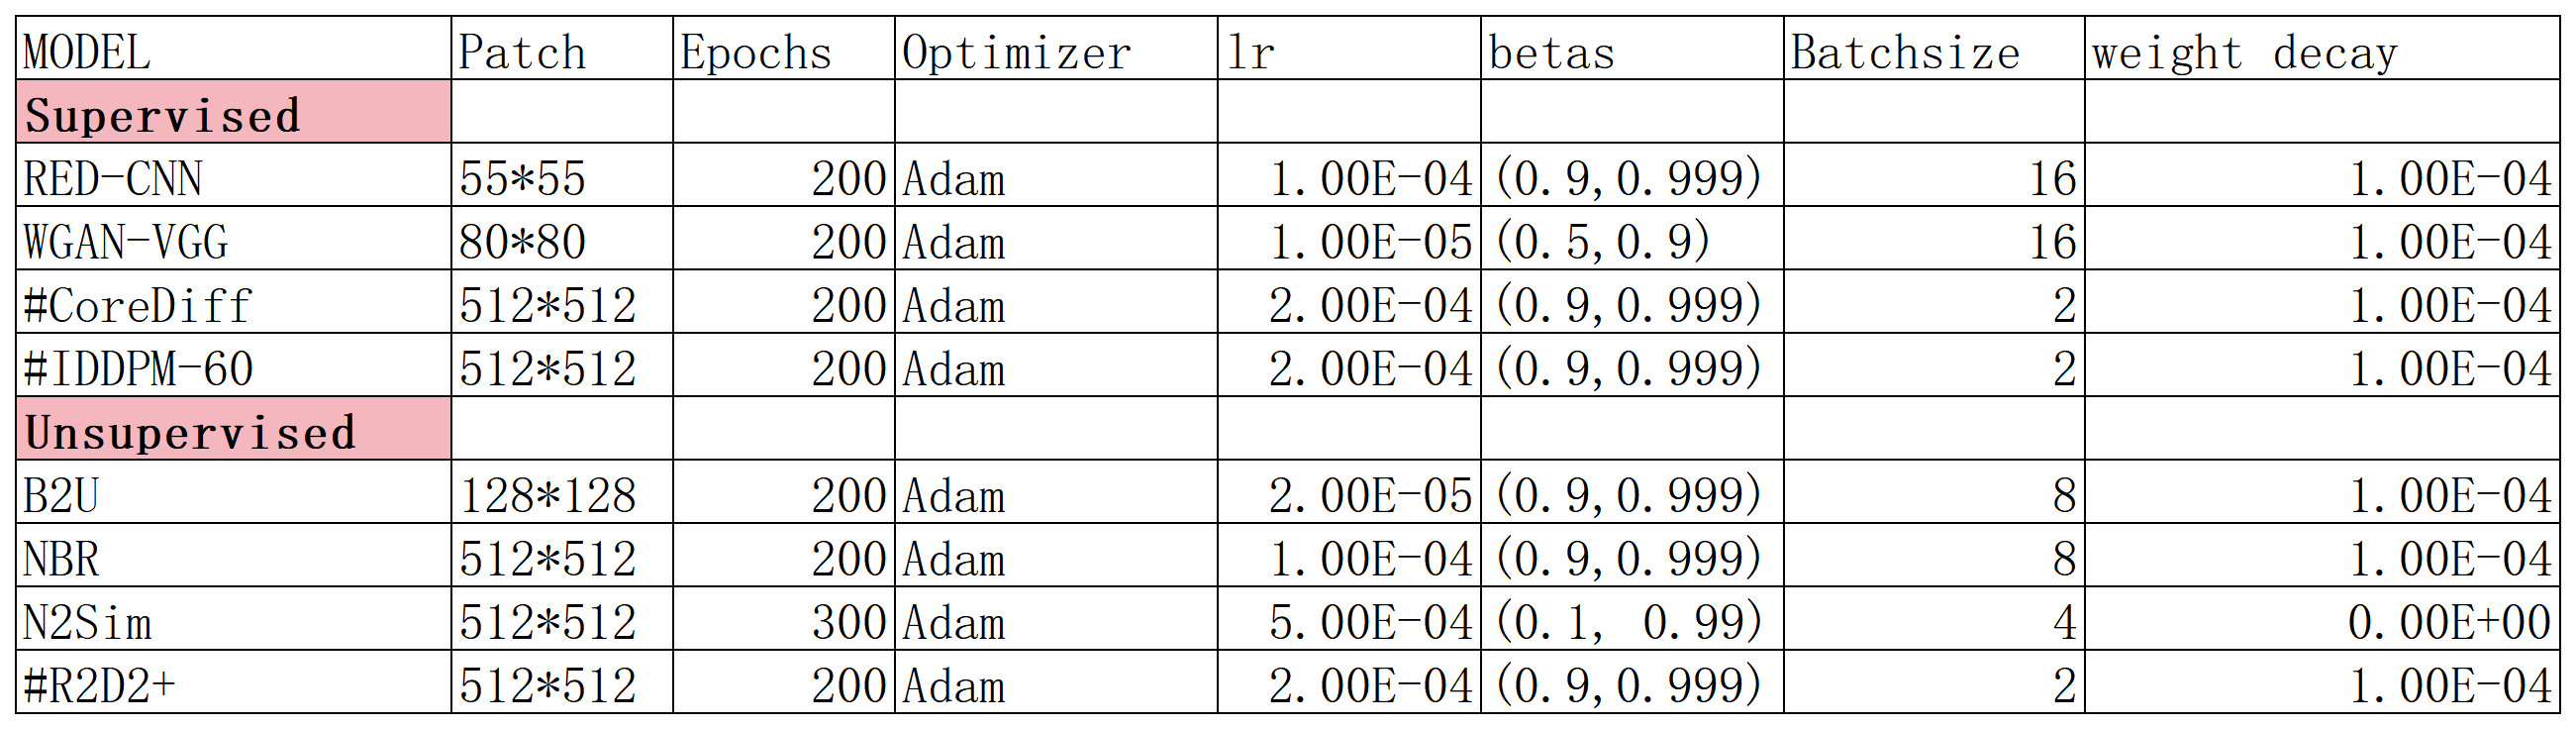 MODEL Patch Epochs Optimizer lr betas Batchsize weight decay
Supervised
RED-CNN 55*55 200 Adam 1.00E-04 (0.9,0.999) 16 1.00E-04
WGAN-VGG 80*80 200 Adam 1.00E-05 (0.5,0.9) 16 1.00E-04
#CoreDiff 512*512 200 Adam 2.00E-04 (0.9,0.999) 2 1.00E-04
#IDDPM-60 512*512 200 Adam 2.00E-04 (0.9,0.999) 2 1.00E-04
Unsupervised
B2U 128*128 200 Adam 2.00E-05 (0.9,0.999) 8 1.00E-04
NBR 512*512 200 Adam 1.00E-04 (0.9,0.999) 8 1.00E-04
N2Sim 512*512 300 Adam 5.00E-04 (0.1, 0.99) 4 0.00E+00
#R2D2+ 512*512 200 Adam 2.00E-04 (0.9,0.999) 2 1.00E-04